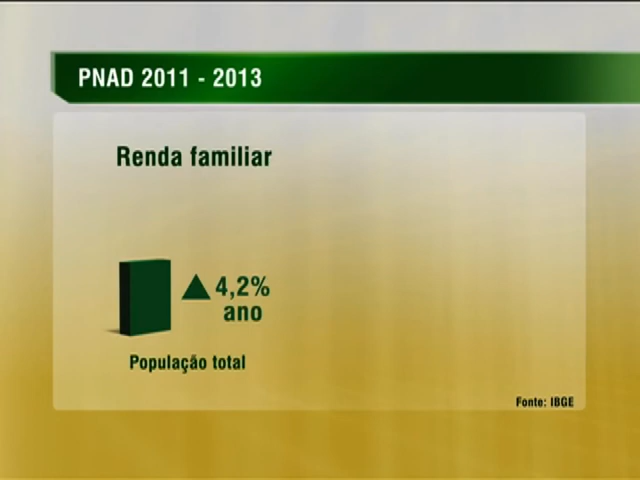 PNAD 2011 - 2013
Renda familiar
4,2%
ano
População total
Fonte: IBGE